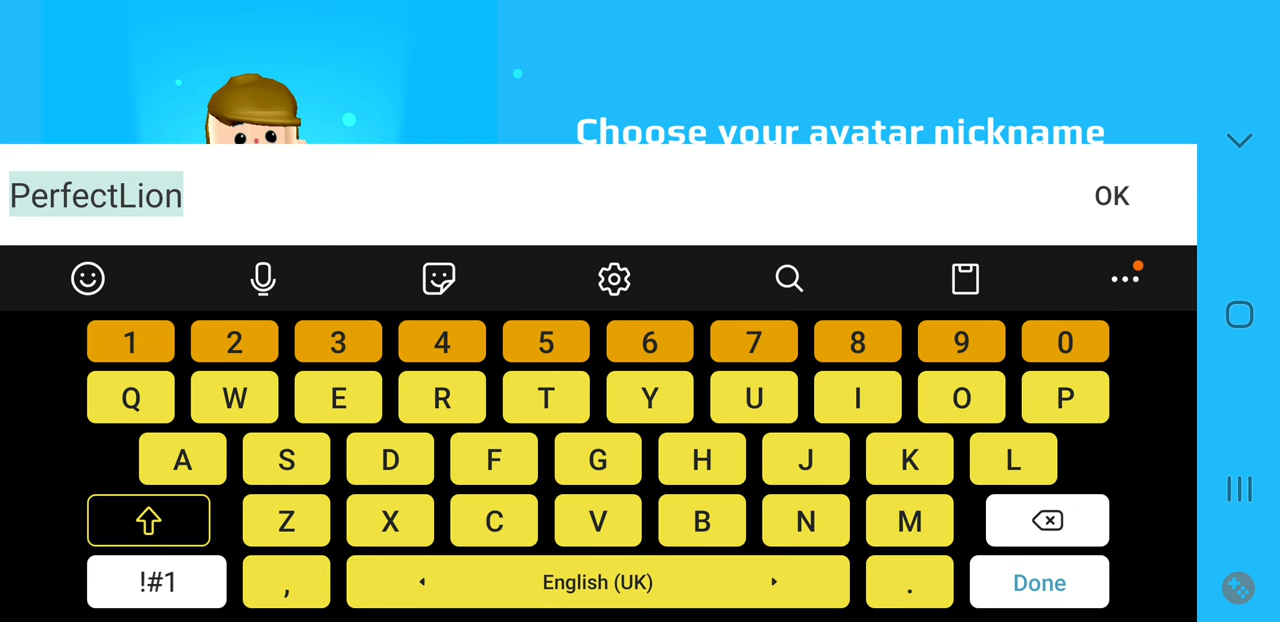 Choose your avatar nickname
PerfectLion
OK
1 2 3 4 5 6 7 8 9 0
Q W E R T Y U I O P
A S D F G H J K L
Z X C V B N M
!#1 , English (UK) . Done